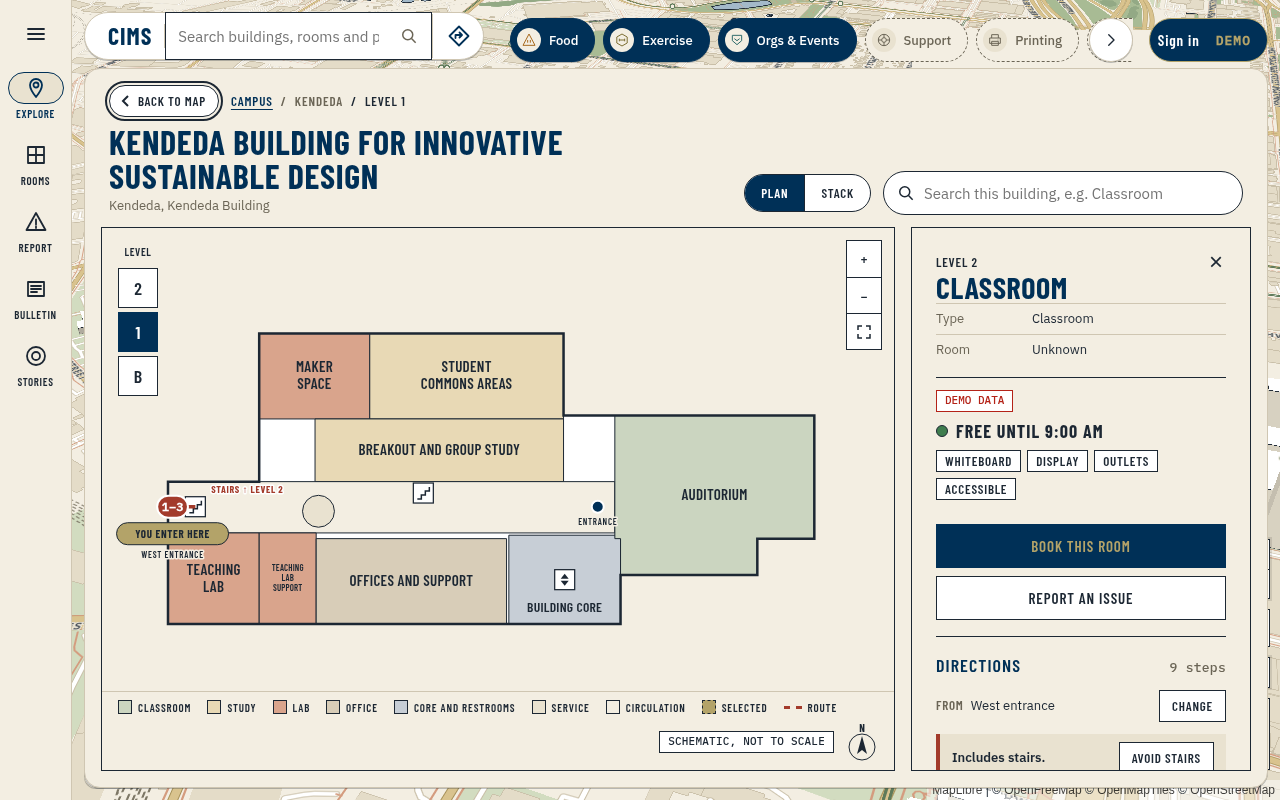 CIMS
Search buildings, rooms and p
Food
Exercise
Orgs & Events
Support
Printing
Sign in DEMO
EXPLORE
ROOMS
REPORT
BULLETIN
STORIES
BACK TO MAP
CAMPUS / KENDEDA / LEVEL 1
KENDEDA BUILDING FOR INNOVATIVE
SUSTAINABLE DESIGN
Kendeda, Kendeda Building
PLAN
STACK
Search this building, e.g. Classroom
LEVEL
2
1
B
+
−
MAKER
SPACE
STUDENT
COMMONS AREAS
BREAKOUT AND GROUP STUDY
AUDITORIUM
STAIRS ↑ LEVEL 2
1–3
YOU ENTER HERE
WEST ENTRANCE
ENTRANCE
TEACHING
LAB
TEACHING
LAB
SUPPORT
OFFICES AND SUPPORT
BUILDING CORE
CLASSROOM
STUDY
LAB
OFFICE
CORE AND RESTROOMS
SERVICE
CIRCULATION
SELECTED
ROUTE
SCHEMATIC, NOT TO SCALE
N
LEVEL 2
CLASSROOM
Type Classroom
Room Unknown
DEMO DATA
FREE UNTIL 9:00 AM
WHITEBOARD
DISPLAY
OUTLETS
ACCESSIBLE
BOOK THIS ROOM
REPORT AN ISSUE
DIRECTIONS 9 steps
FROM West entrance
CHANGE
Includes stairs.
AVOID STAIRS
MapLibre | © OpenFreeMap © OpenMapTiles © OpenStreetMap